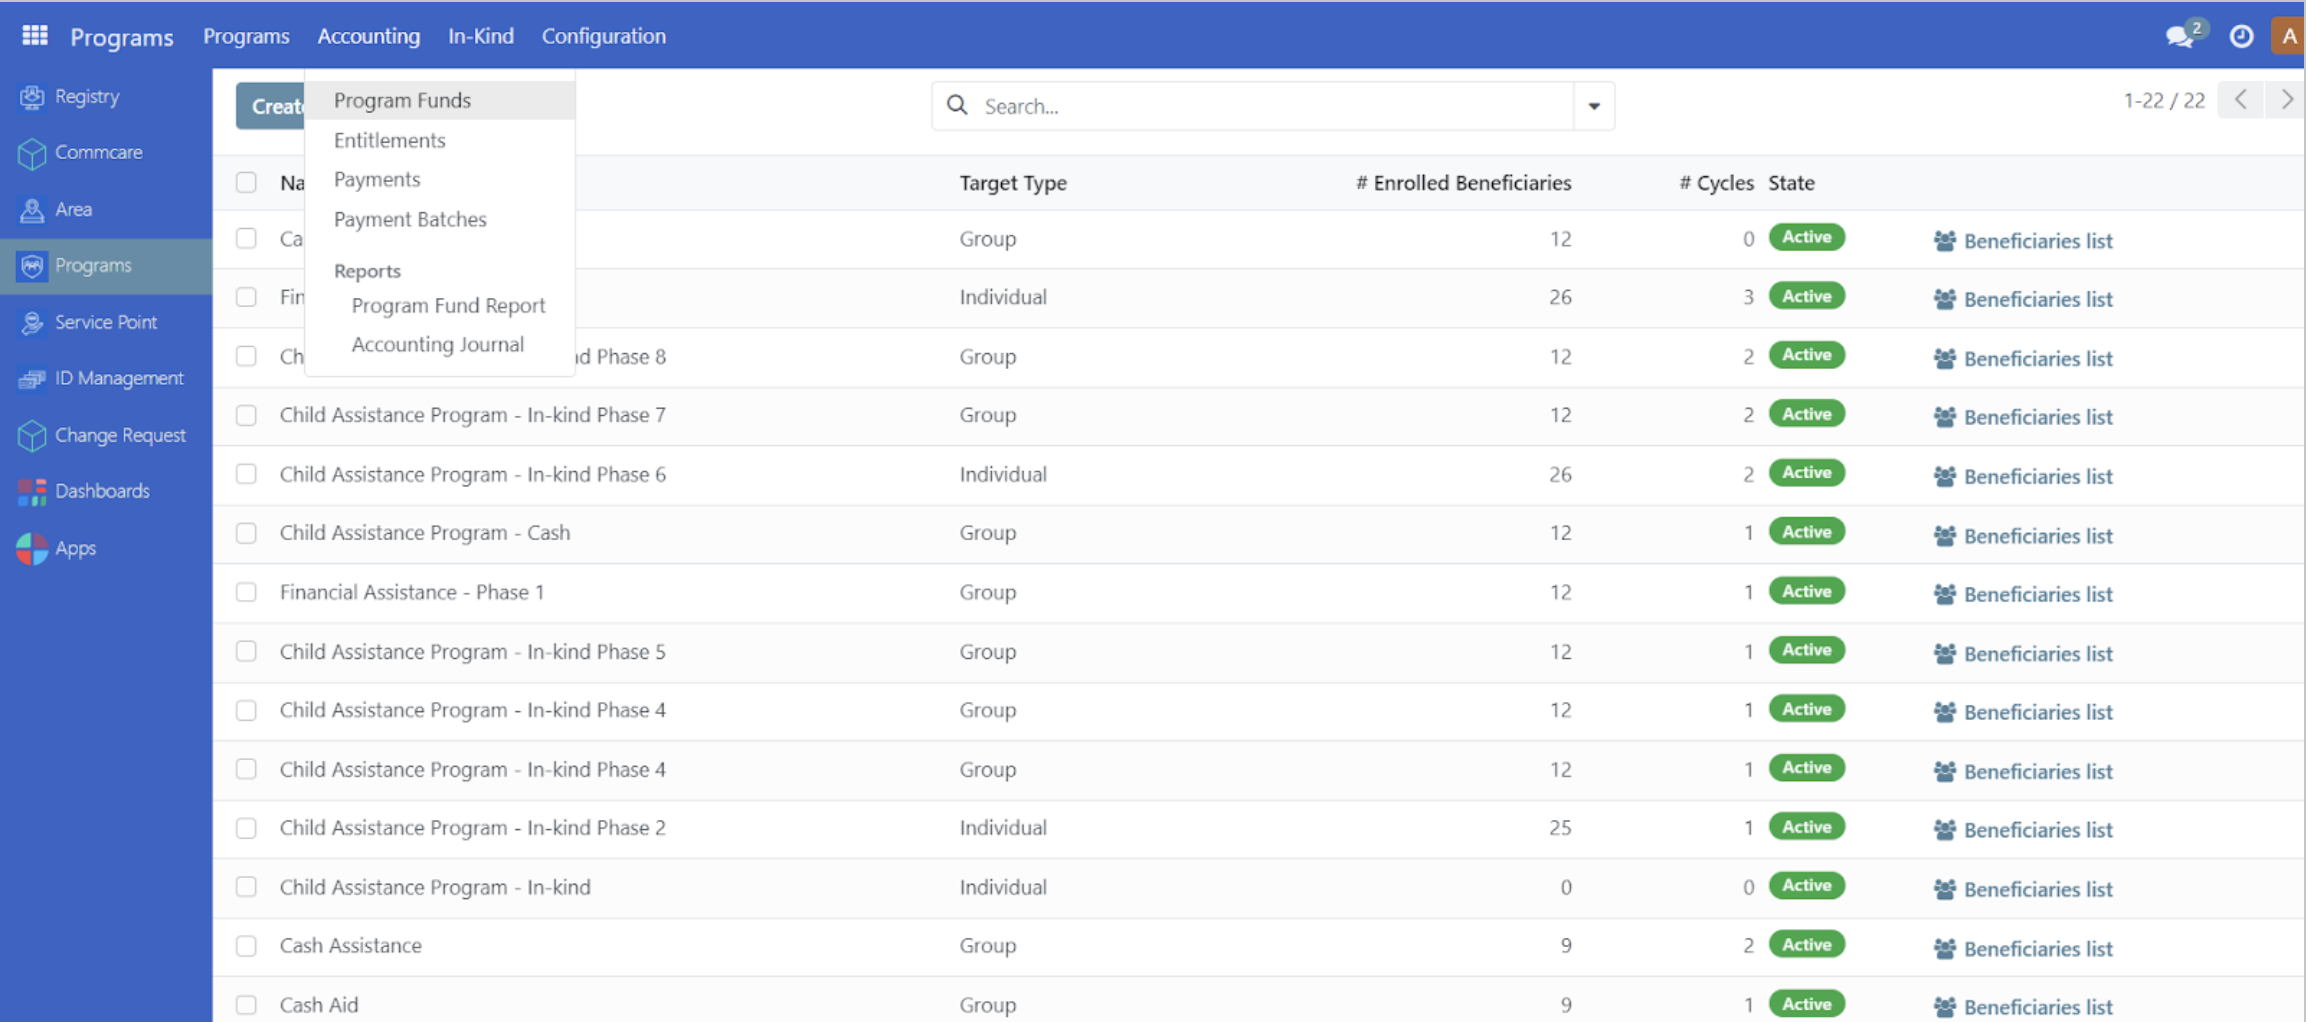 Programs Programs Accounting In-Kind Configuration 2 A
Registry
Commcare
Area
Programs
Service Point
ID Management
Change Request
Dashboards
Apps
Program Funds
Entitlements
Payments
Payment Batches
Reports
Program Fund Report
Accounting Journal
Search... 1-22 / 22
Target Type # Enrolled Beneficiaries # Cycles State
Group 12 0 Active Beneficiaries list
Individual 26 3 Active Beneficiaries list
Phase 8 Group 12 2 Active Beneficiaries list
Child Assistance Program - In-kind Phase 7 Group 12 2 Active Beneficiaries list
Child Assistance Program - In-kind Phase 6 Individual 26 2 Active Beneficiaries list
Child Assistance Program - Cash Group 12 1 Active Beneficiaries list
Financial Assistance - Phase 1 Group 12 1 Active Beneficiaries list
Child Assistance Program - In-kind Phase 5 Group 12 1 Active Beneficiaries list
Child Assistance Program - In-kind Phase 4 Group 12 1 Active Beneficiaries list
Child Assistance Program - In-kind Phase 4 Group 12 1 Active Beneficiaries list
Child Assistance Program - In-kind Phase 2 Individual 25 1 Active Beneficiaries list
Child Assistance Program - In-kind Individual 0 0 Active Beneficiaries list
Cash Assistance Group 9 2 Active Beneficiaries list
Cash Aid Group 9 1 Active Beneficiaries list